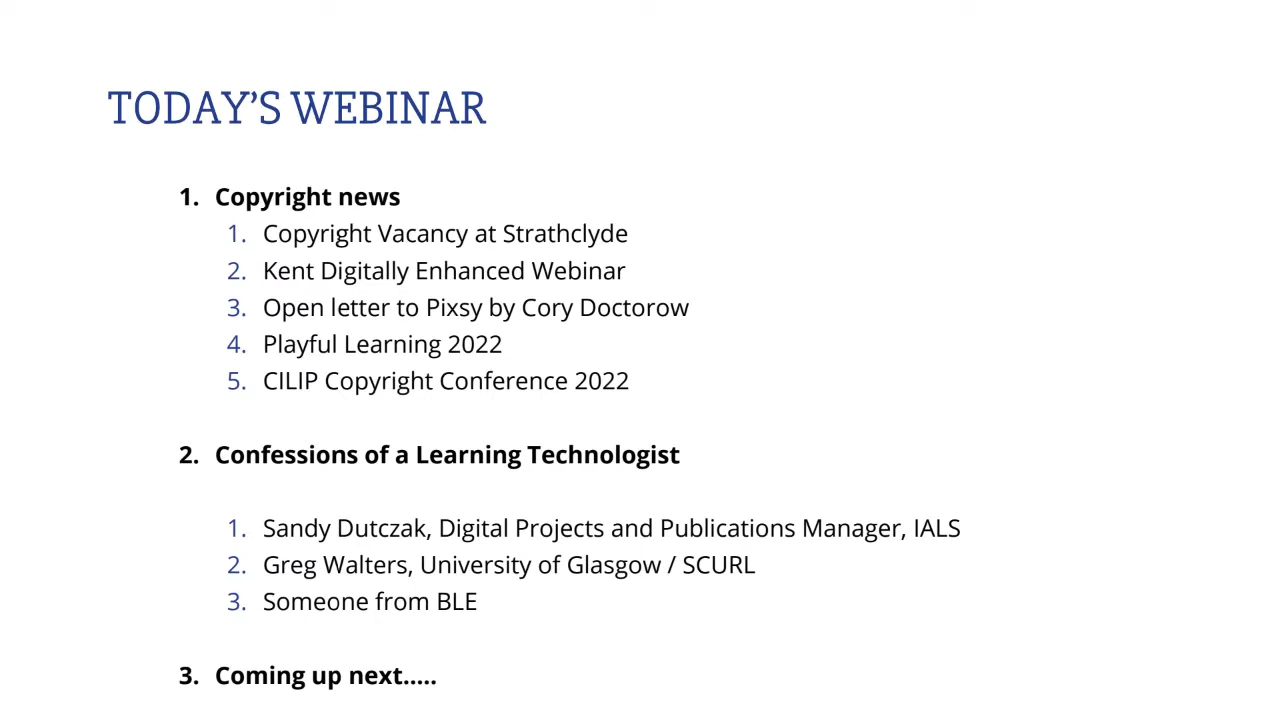 TODAY'S WEBINAR
1. Copyright news
1. Copyright Vacancy at Strathclyde
2. Kent Digitally Enhanced Webinar
3. Open letter to Pixsy by Cory Doctorow
4. Playful Learning 2022
5. CILIP Copyright Conference 2022
2. Confessions of a Learning Technologist
1. Sandy Dutczak, Digital Projects and Publications Manager, IALS
2. Greg Walters, University of Glasgow / SCURL
3. Someone from BLE
3. Coming up next.....